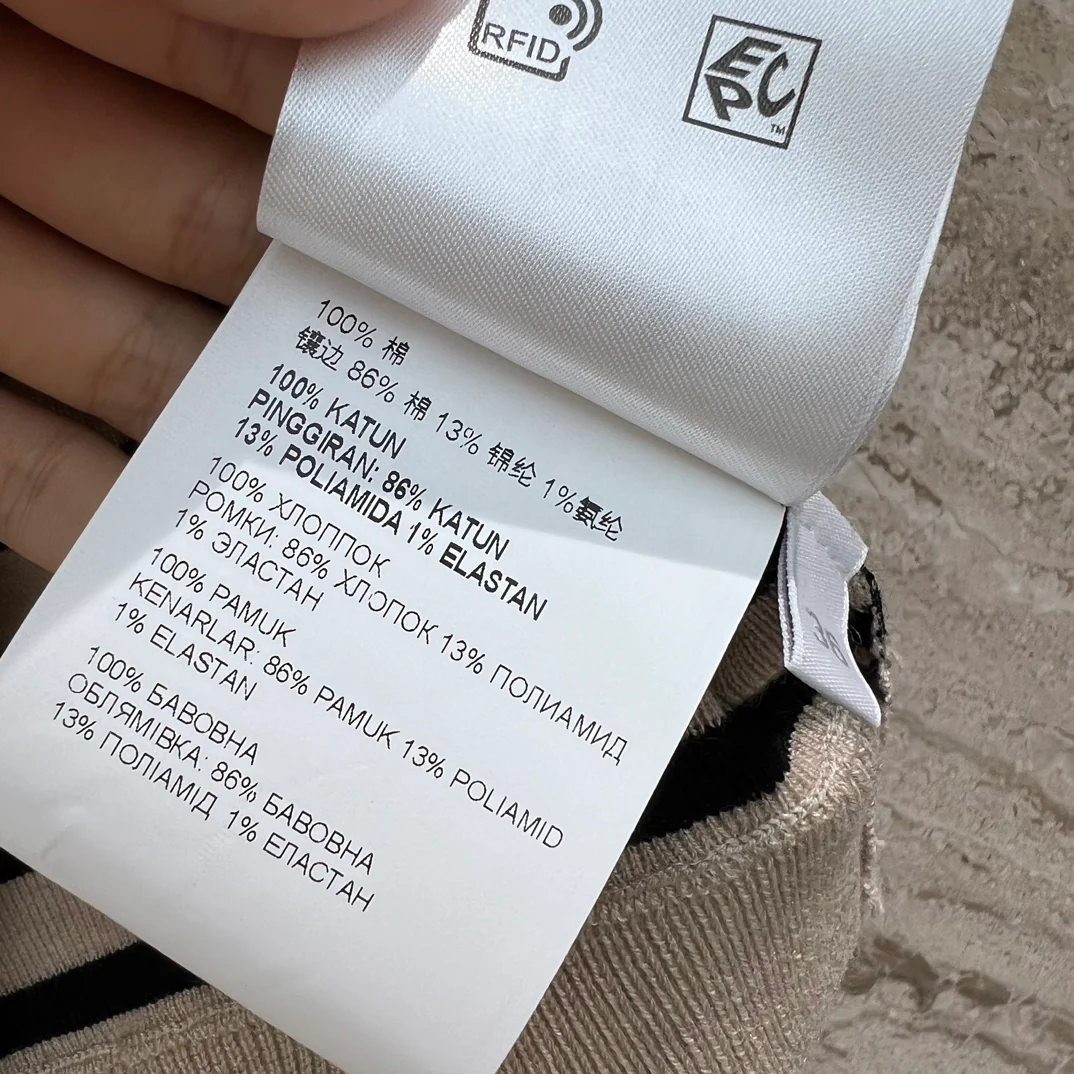 RFID
EPC
TM
100% 棉
镶边 86% 棉 13% 锦纶 1%氨纶
100% KATUN
PINGGIRAN: 86% KATUN
13% POLIAMIDA 1% ELASTAN
100% ХЛОППОК
РОМКИ: 86% ХЛОПОК 13% ПОЛИАМИД
1% ЭЛАСТАН
100% PAMUK
KENARLAR: 86% PAMUK 13% POLIAMID
1% ELASTAN
100% БАВОВНА
ОБЛЯМІВКА: 86% БАВОВНА
13% ПОЛІАМІД 1% ЕЛАСТАН